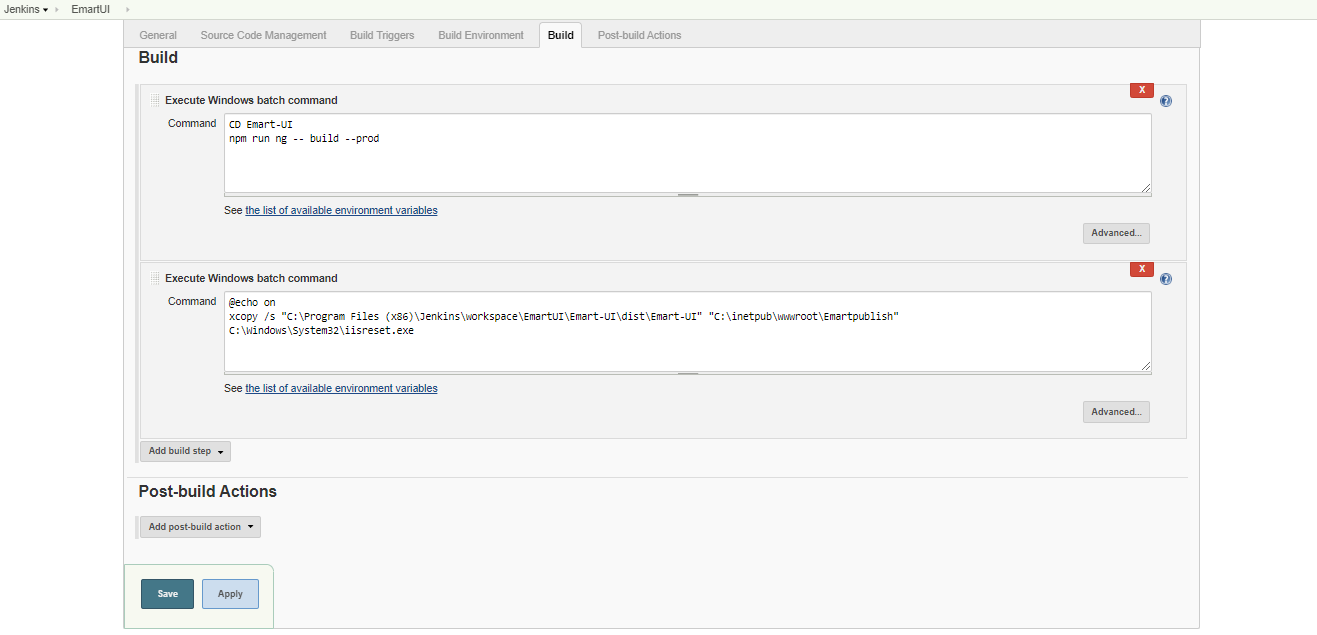 Jenkins
EmartUI
General
Source Code Management
Build Triggers
Build Environment
Build
Post-build Actions
Build
X
Execute Windows batch command
?
Command
CD Emart-UI
npm run ng -- build --prod
See the list of available environment variables
Advanced...
X
Execute Windows batch command
?
Command
@echo on
xcopy /s "C:\Program Files (x86)\Jenkins\workspace\EmartUI\Emart-UI\dist\Emart-UI" "C:\inetpub\wwwroot\Emartpublish"
C:\Windows\System32\iisreset.exe
See the list of available environment variables
Advanced...
Add build step
Post-build Actions
Add post-build action
Save
Apply